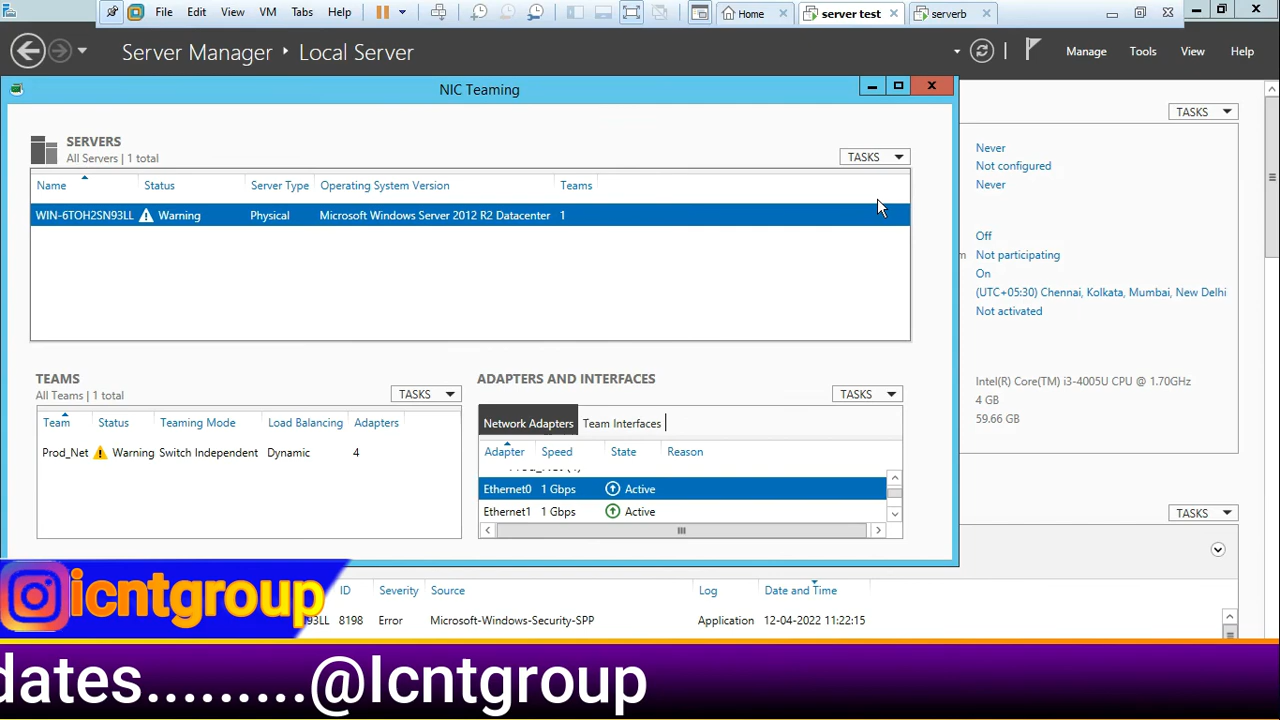 File Edit View VM Tabs Help Home server test serverb
Server Manager Local Server Manage Tools View Help
NIC Teaming
SERVERS
All Servers | 1 total
TASKS
Name Status Server Type Operating System Version Teams
WIN-6TOH2SN93LL Warning Physical Microsoft Windows Server 2012 R2 Datacenter 1
TEAMS
All Teams | 1 total
TASKS
Team Status Teaming Mode Load Balancing Adapters
Prod_Net Warning Switch Independent Dynamic 4
ADAPTERS AND INTERFACES
TASKS
Network Adapters Team Interfaces
Adapter Speed State Reason
Ethernet0 1 Gbps Active
Ethernet1 1 Gbps Active
TASKS
Never
Not configured
Never
Off
Not participating
On
(UTC+05:30) Chennai, Kolkata, Mumbai, New Delhi
Not activated
Intel(R) Core(TM) i3-4005U CPU @ 1.70GHz
4 GB
59.66 GB
TASKS
ID Severity Source Log Date and Time
93LL 8198 Error Microsoft-Windows-Security-SPP Application 12-04-2022 11:22:15
icntgroup
dates.........@Icntgroup